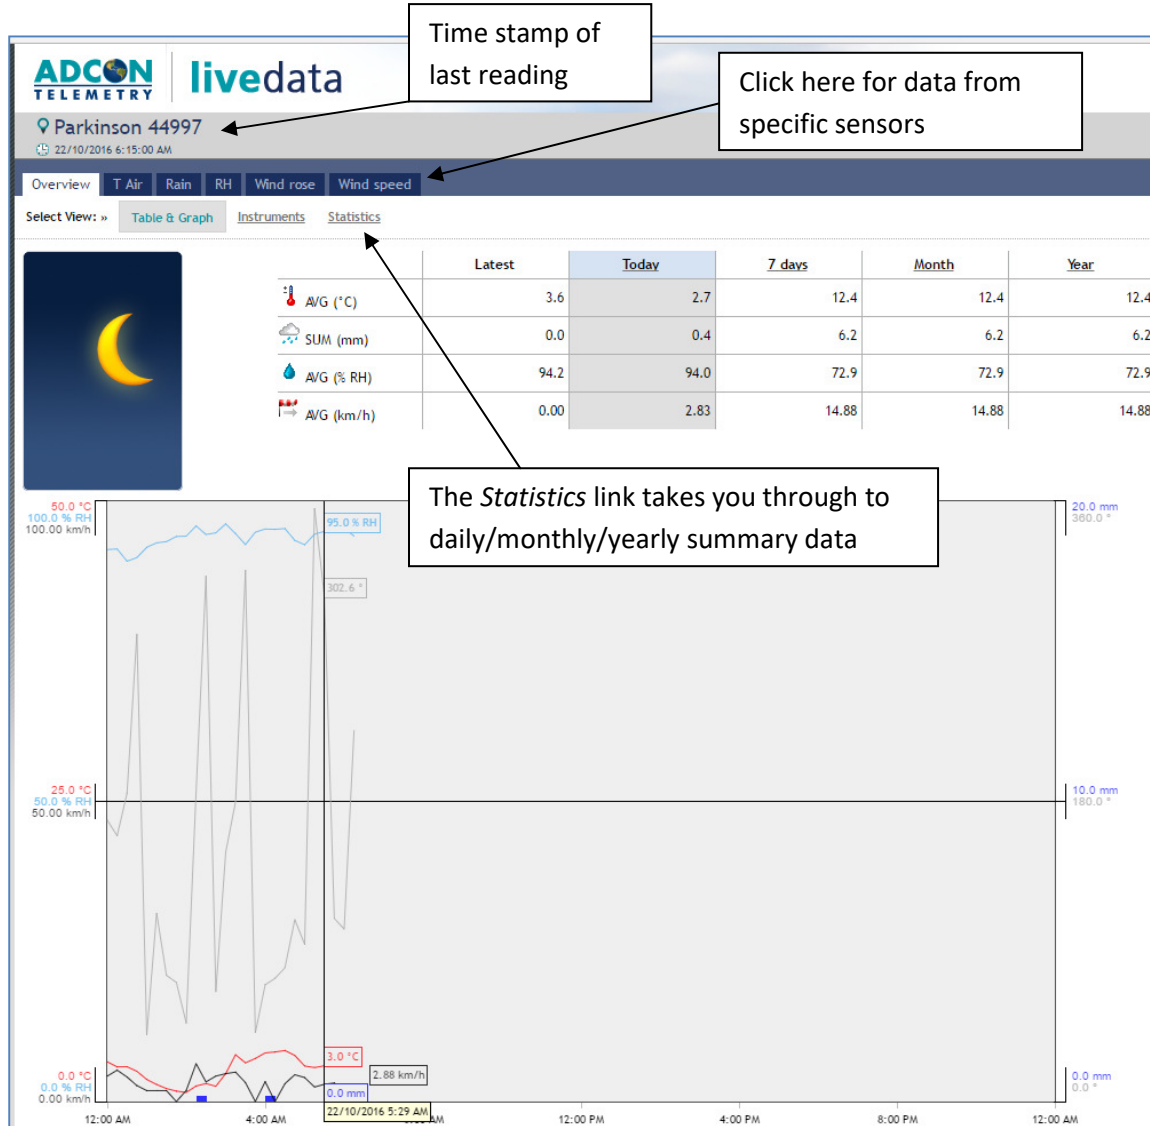 Time stamp of
last reading
ADCON
TELEMETRY
livedata
Click here for data from
specific sensors
Parkinson 44997
22/10/2016 6:15:00 AM
Overview T Air Rain RH Wind rose Wind speed
Select View: » Table & Graph Instruments Statistics
Latest Today 7 days Month Year
AVG (°C) 3.6 2.7 12.4 12.4 12.4
SUM (mm) 0.0 0.4 6.2 6.2 6.2
AVG (% RH) 94.2 94.0 72.9 72.9 72.9
AVG (km/h) 0.00 2.83 14.88 14.88 14.88
The Statistics link takes you through to
daily/monthly/yearly summary data
50.0 °C
100.0 % RH
100.00 km/h
95.0 % RH
20.0 mm
360.0 °
302.6 °
25.0 °C
50.0 % RH
50.00 km/h
10.0 mm
180.0 °
3.0 °C
2.88 km/h
0.0 mm
0.0 °C
0.0 % RH
0.00 km/h
0.0 mm
0.0 °
22/10/2016 5:29 AM
12:00 AM 4:00 AM AM 12:00 PM 4:00 PM 8:00 PM 12:00 AM